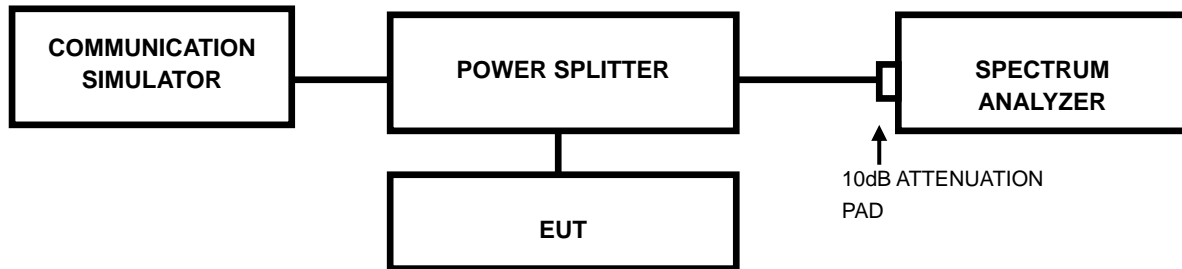 COMMUNICATION
SIMULATOR
POWER SPLITTER
SPECTRUM
ANALYZER
10dB ATTENUATION
PAD
EUT